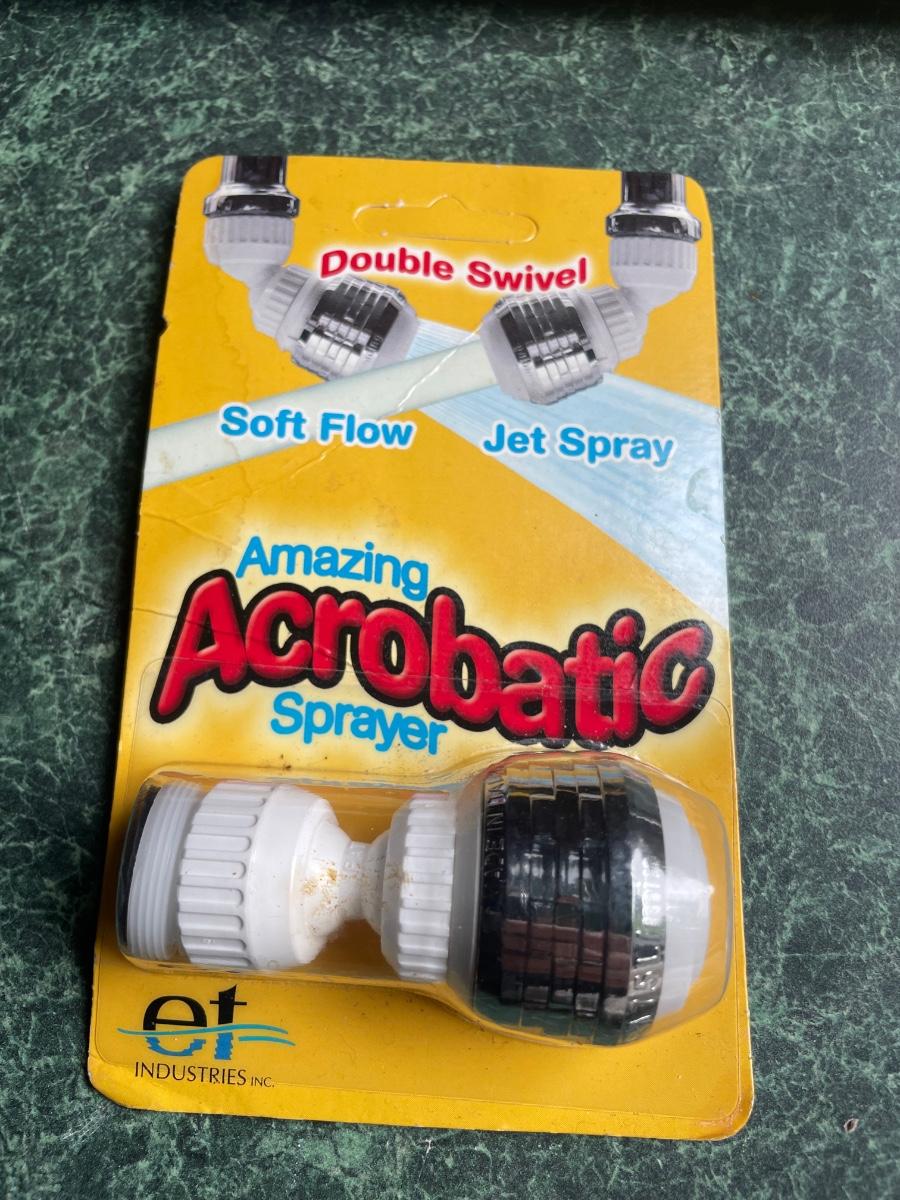 Double Swivel
Soft Flow
Jet Spray
Amazing
Acrobatic
Sprayer
et
INDUSTRIES INC.